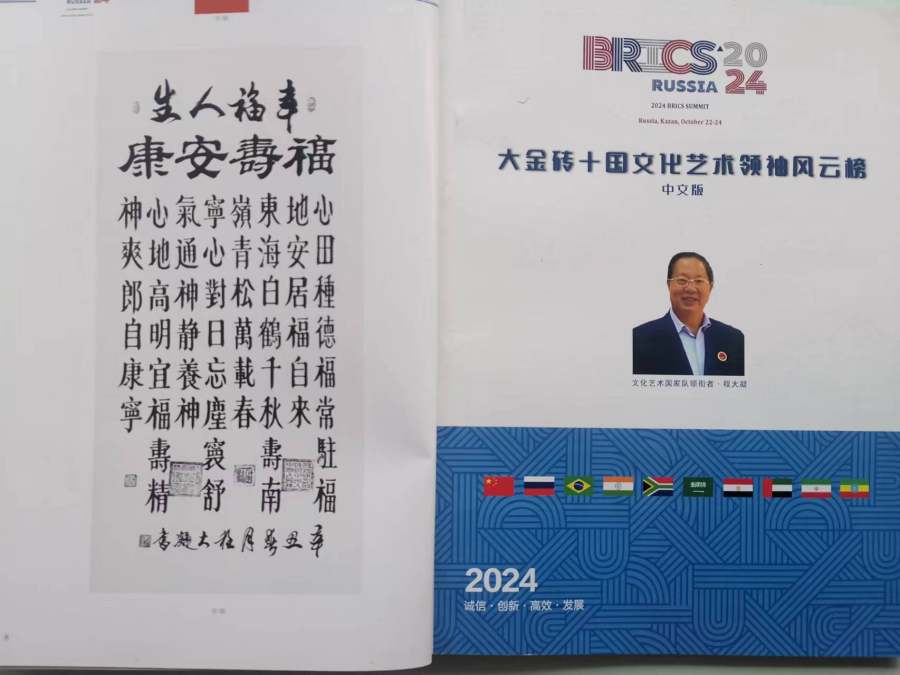 RUSSIA 24
幸福人生
福壽安康
心田種德福常駐福
地安居福自來
東海白鶴千秋壽南
嶺青松萬載春
寧心對日忘塵寰舒
氣通神静養神
心地高明宜福壽精
神爽郎自康寧
辛丑月程大凝書
BRICS 20
RUSSIA 24
2024 BRICS SUMMIT
Russia, Kazan, October 22-24
大金砖十国文化艺术领袖风云榜
中文版
文化艺术国家队领衔者·程大凝
2024
诚信·创新·高效·发展